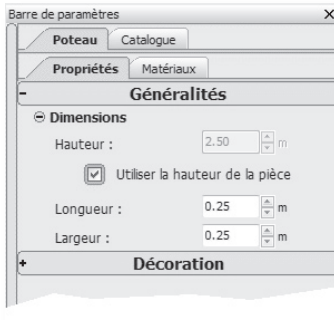 Barre de paramètres X
Poteau Catalogue
Propriétés Matériaux
- Généralités
Dimensions
Hauteur : 2.50 m
Utiliser la hauteur de la pièce
Longueur : 0.25 m
Largeur : 0.25 m
+ Décoration